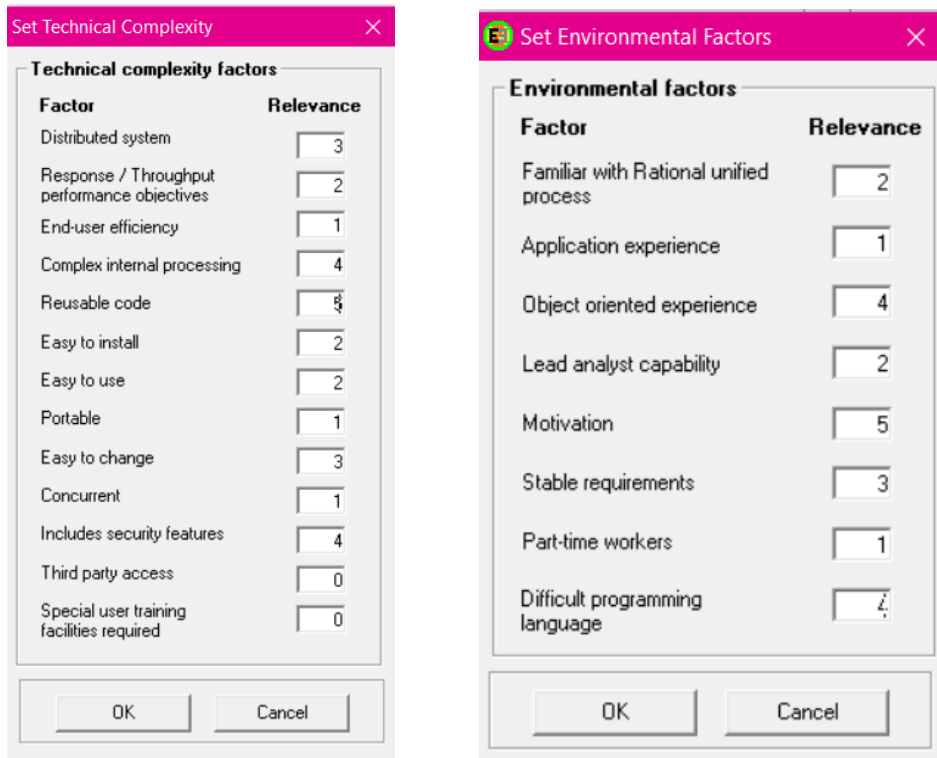 Set Technical Complexity
Technical complexity factors
Factor Relevance
Distributed system 3
Response / Throughput
performance objectives 2
End-user efficiency 1
Complex internal processing 4
Reusable code 5
Easy to install 2
Easy to use 2
Portable 1
Easy to change 3
Concurrent 1
Includes security features 4
Third party access 0
Special user training
facilities required 0
OK Cancel
Set Environmental Factors
Environmental factors
Factor Relevance
Familiar with Rational unified
process 2
Application experience 1
Object oriented experience 4
Lead analyst capability 2
Motivation 5
Stable requirements 3
Part-time workers 1
Difficult programming
language
OK Cancel